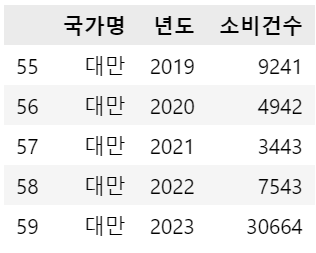 국가명 년도 소비건수
55 대만 2019 9241
56 대만 2020 4942
57 대만 2021 3443
58 대만 2022 7543
59 대만 2023 30664